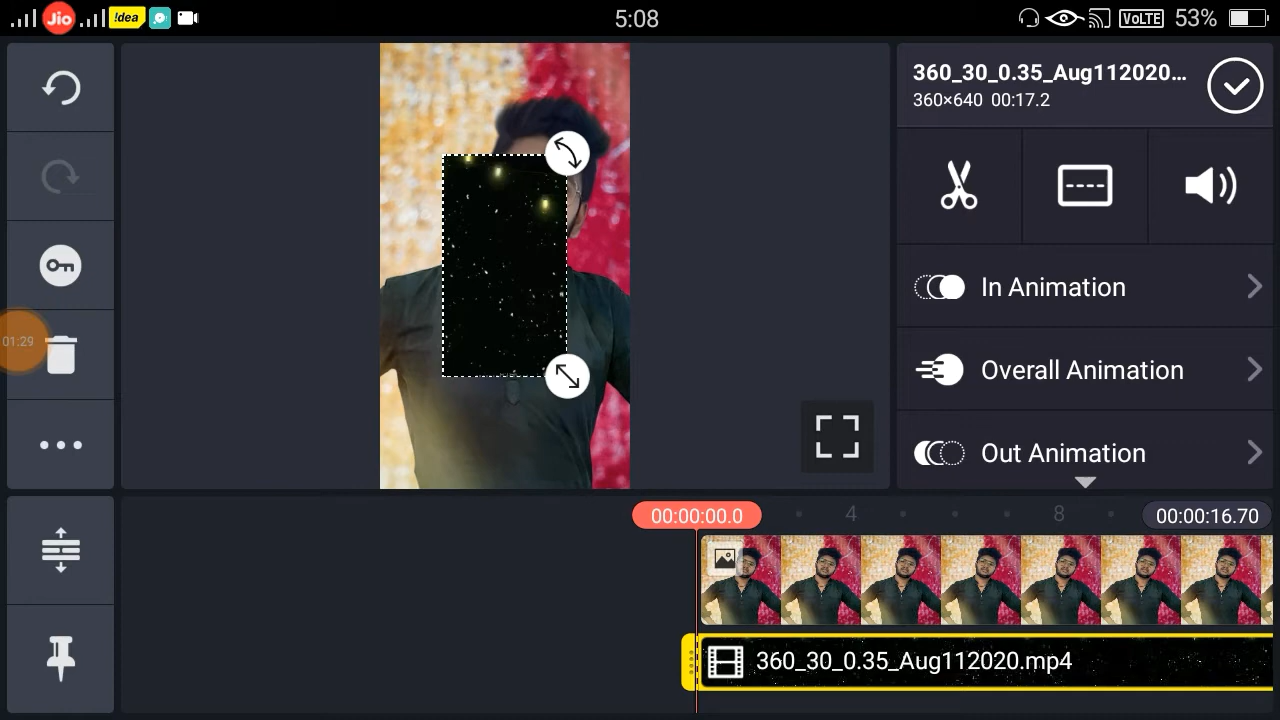 Jio
!dea
5:08
VoLTE
53%
360_30_0.35_Aug112020...
360×640 00:17.2
In Animation
01:29
Overall Animation
Out Animation
00:00:00.0
4
8
00:00:16.70
360_30_0.35_Aug112020.mp4